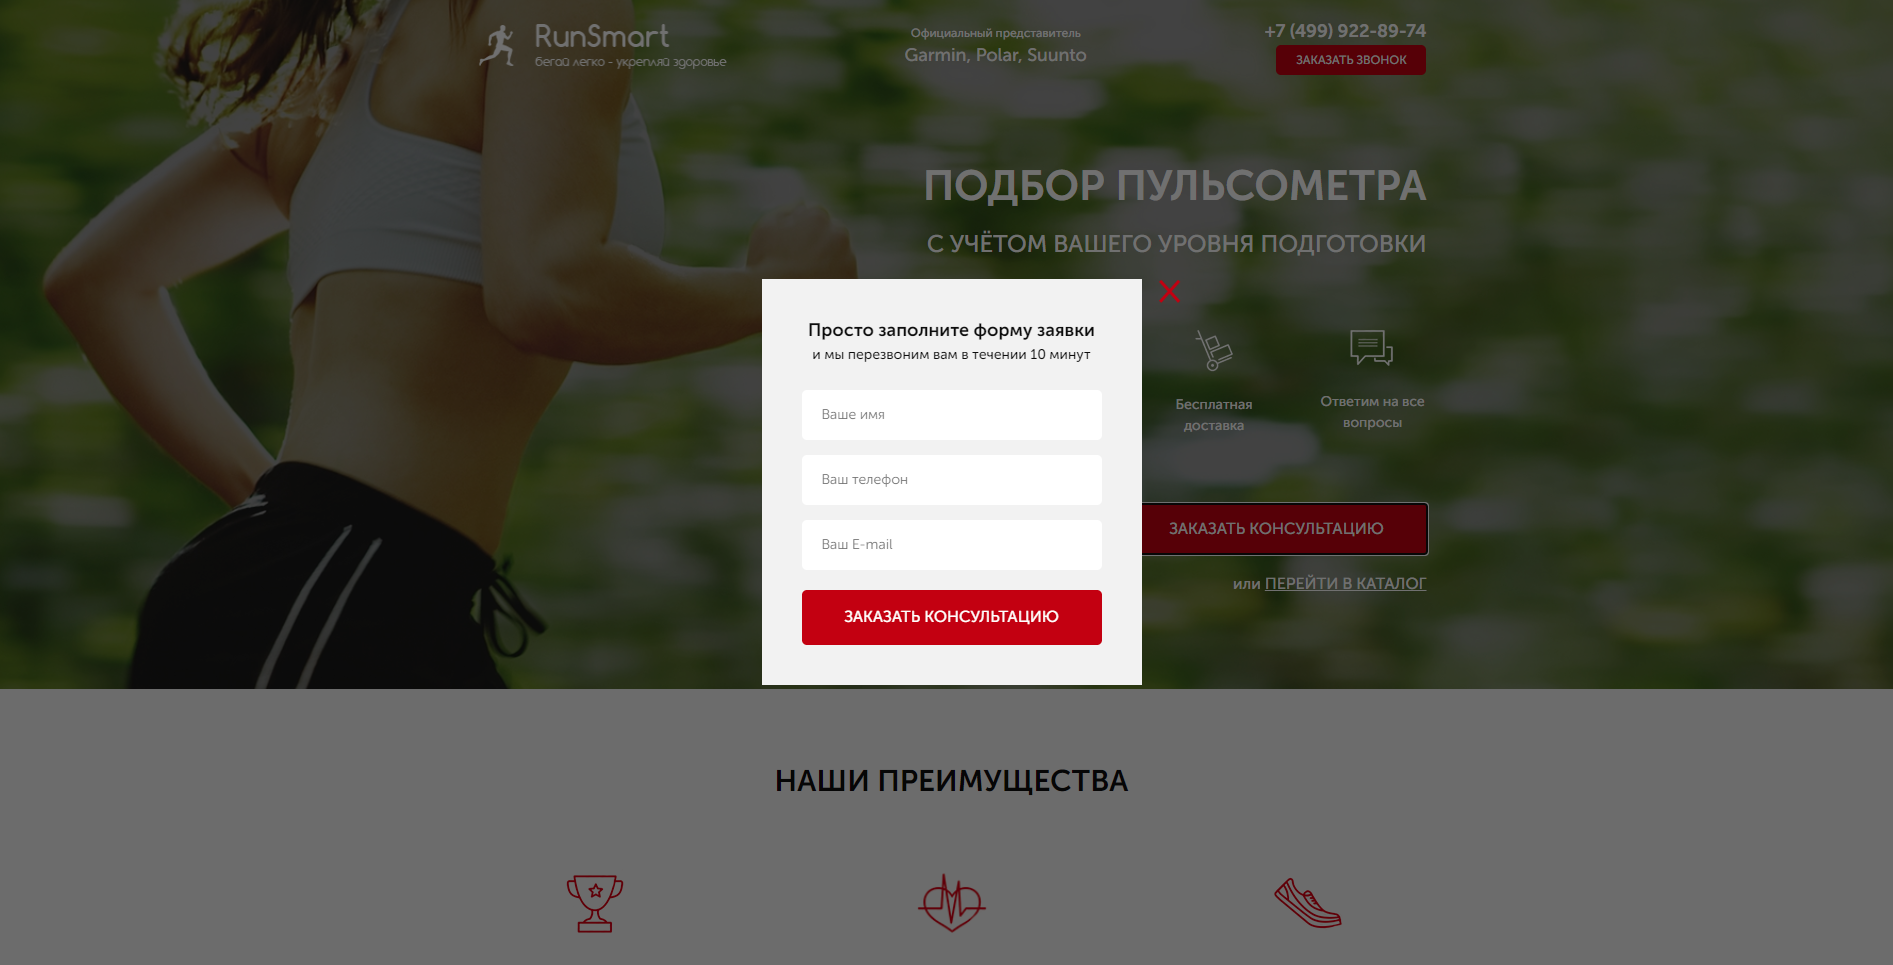 RunSmart
бегай легко - укрепляй здоровье
Официальный представитель
Garmin, Polar, Suunto
+7 (499) 922-89-74
ЗАКАЗАТЬ ЗВОНОК
ПОДБОР ПУЛЬСОМЕТРА
С УЧЁТОМ ВАШЕГО УРОВНЯ ПОДГОТОВКИ
Просто заполните форму заявки
и мы перезвоним вам в течении 10 минут
Ваше имя
Ваш телефон
Ваш E-mail
ЗАКАЗАТЬ КОНСУЛЬТАЦИЮ
Бесплатная
доставка
Ответим на все
вопросы
ЗАКАЗАТЬ КОНСУЛЬТАЦИЮ
или ПЕРЕЙТИ В КАТАЛОГ
НАШИ ПРЕИМУЩЕСТВА